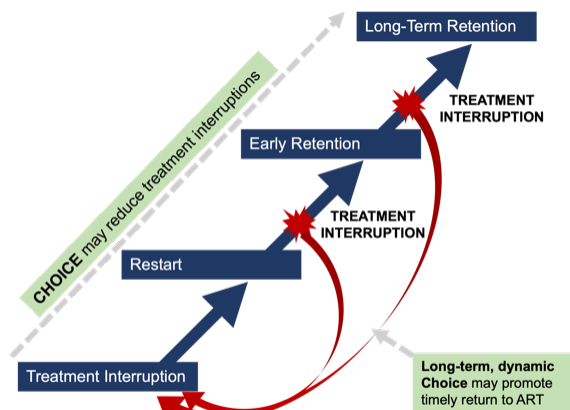 Long-Term Retention
CHOICE may reduce treatment interruptions
TREATMENT
INTERRUPTION
Early Retention
TREATMENT
INTERRUPTION
Restart
Treatment Interruption
Long-term, dynamic
Choice may promote
timely return to ART